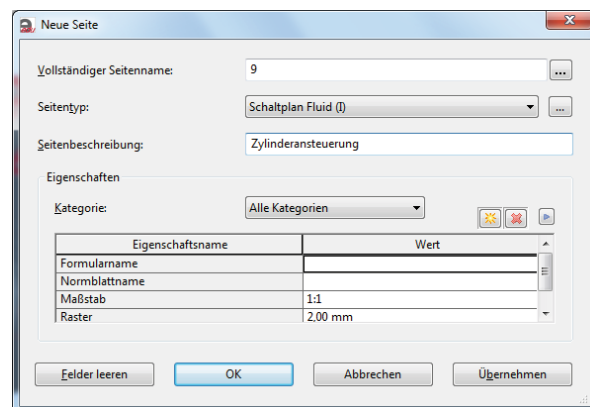 Neue Seite
Vollständiger Seitenname: 9 ...
Seitentyp: Schaltplan Fluid (I) ...
Seitenbeschreibung: Zylinderansteuerung
Eigenschaften
Kategorie: Alle Kategorien
Eigenschaftsname Wert
Formularname
Normblattname
Maßstab 1:1
Raster 2,00 mm
Felder leeren OK Abbrechen Übernehmen